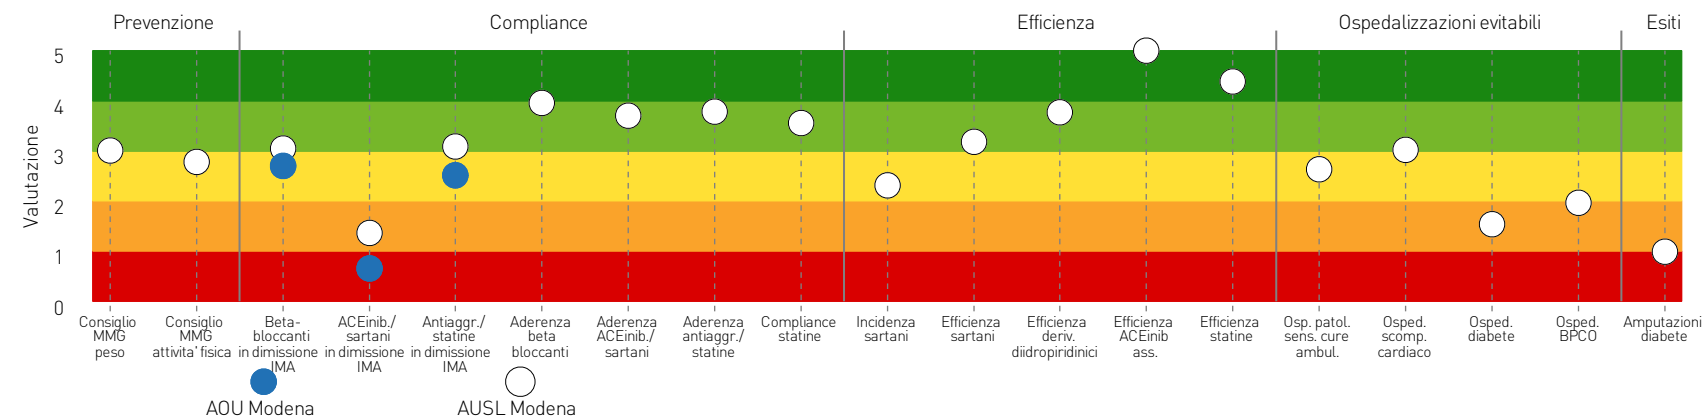 Prevenzione
Compliance
Efficienza
Ospedalizzazioni evitabili
Esiti
Valutazione
5
4
3
2
1
0
Consiglio
MMG
peso
Consiglio
MMG
attivita' fisica
Beta-
bloccanti
in dimissione
IMA
ACEinib./
sartani
in dimissione
IMA
Antiaggr./
statine
in dimissione
IMA
Aderenza
beta
bloccanti
Aderenza
ACEinib./
sartani
Aderenza
antiaggr./
statine
Compliance
statine
Incidenza
sartani
Efficienza
sartani
Efficienza
deriv.
diidropiridinici
Efficienza
ACEinib
ass.
Efficienza
statine
Osp. patol.
sens. cure
ambul.
Osped.
scomp.
cardiaco
Osped.
diabete
Osped.
BPCO
Amputazioni
diabete
AOU Modena
AUSL Modena